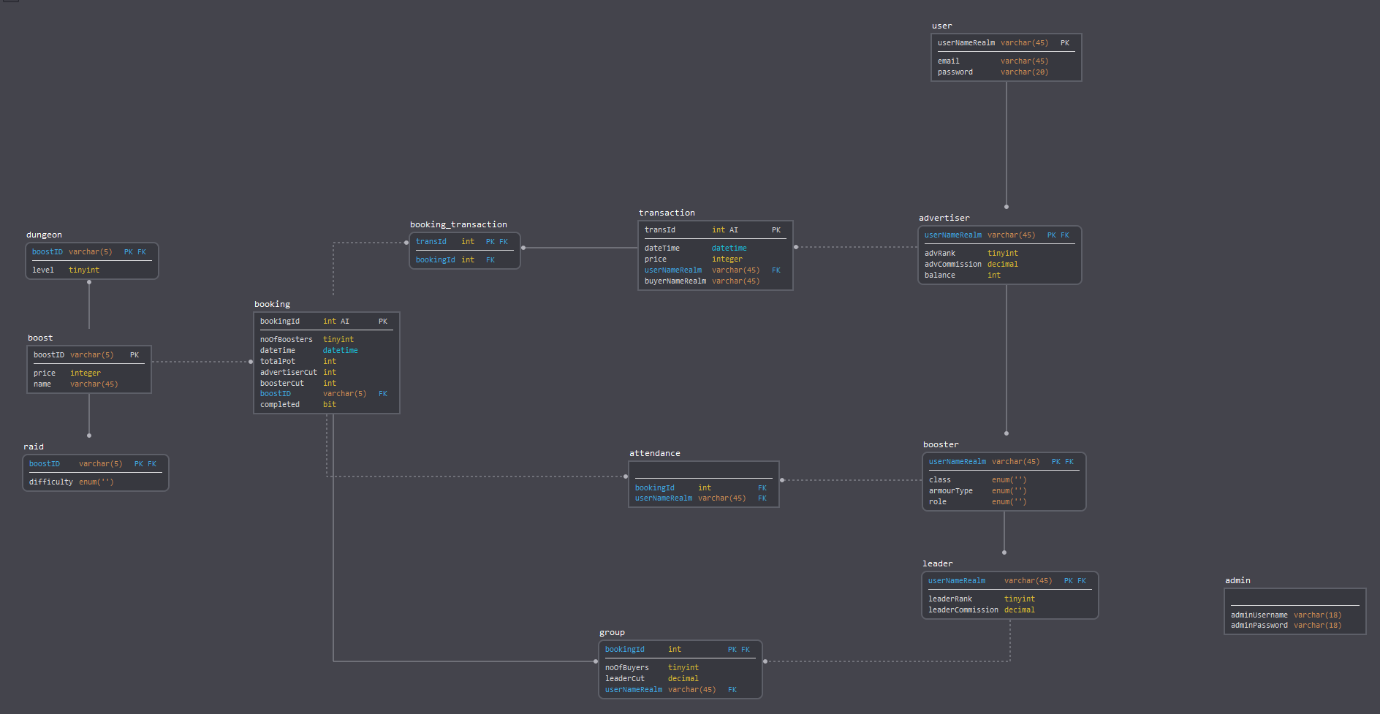 user
userNameRealm varchar(45) PK
email varchar(45)
password varchar(20)
transaction
transId int AI PK
dateTime datetime
price integer
userNameRealm varchar(45) FK
buyerNameRealm varchar(45)
advertiser
userNameRealm varchar(45) PK FK
advRank tinyint
advCommission decimal
balance int
booking_transaction
transId int PK FK
bookingId int FK
dungeon
boostID varchar(5) PK FK
level tinyint
booking
bookingId int AI PK
noOfBoosters tinyint
dateTime datetime
totalPot int
advertiserCut int
boosterCut int
boostID varchar(5) FK
completed bit
boost
boostID varchar(5) PK
price integer
name varchar(45)
raid
boostID varchar(5) PK FK
difficulty enum('')
attendance
bookingId int FK
userNameRealm varchar(45) FK
booster
userNameRealm varchar(45) PK FK
class enum('')
armourType enum('')
role enum('')
leader
userNameRealm varchar(45) PK FK
leaderRank tinyint
leaderCommission decimal
admin
adminUsername varchar(18)
adminPassword varchar(18)
group
bookingId int PK FK
noOfBuyers tinyint
leaderCut decimal
userNameRealm varchar(45) FK